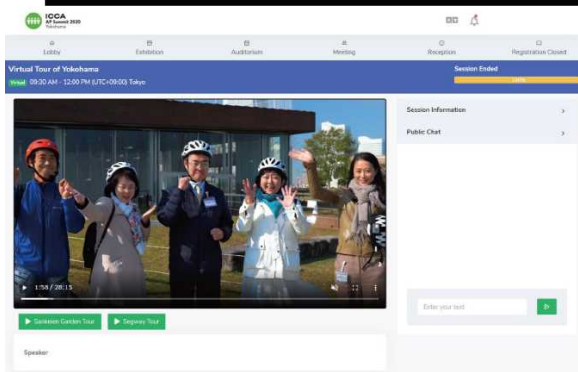 ICCA
AP Summit 2020
Yokohama
Lobby
Exhibition
Auditorium
Meeting
Reception
Registration Closed
Virtual Tour of Yokohama
Session Ended
Virtual 09:30 AM - 12:00 PM (UTC+09:00) Tokyo
100%
Session Information
Public Chat
1:58 / 28:15
Enter your text
Sankeien Garden Tour
Segway Tour
Speaker